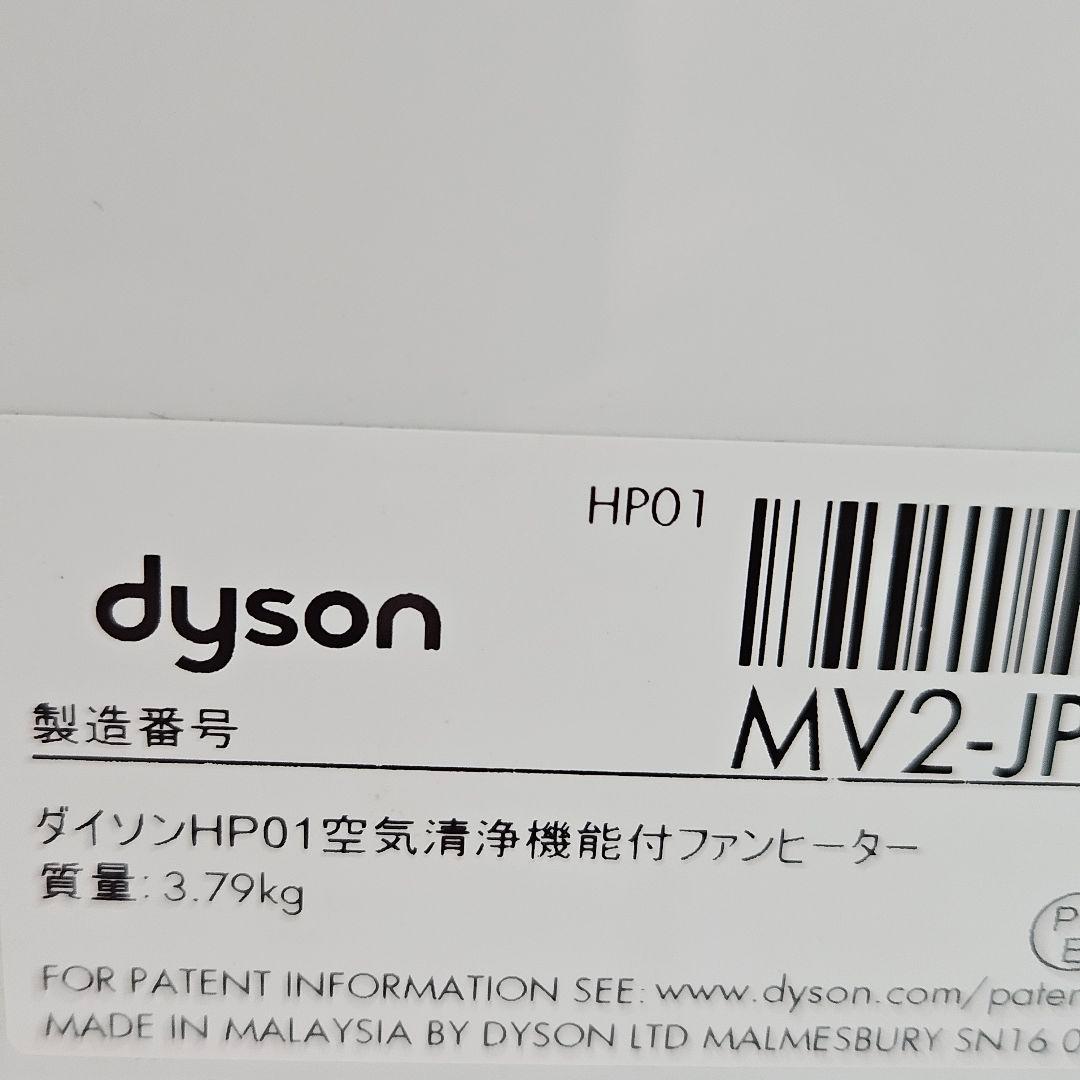 HP01
dyson
MV2-JP
製造番号
ダイソンHP01空気清浄機能付ファンヒーター
質量: 3.79kg
FOR PATENT INFORMATION SEE: www.dyson.com/paten
MADE IN MALAYSIA BY DYSON LTD MALMESBURY SN16 0